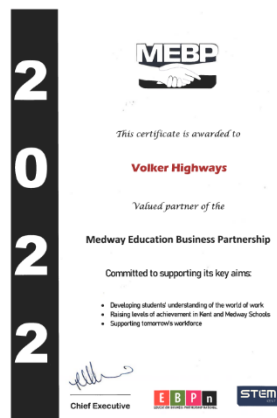 2
0
2
2
MEBP
This certificate is awarded to
Volker Highways
Valued partner of the
Medway Education Business Partnership
Committed to supporting its key aims:
• Developing students' understanding of the world of work
• Raising levels of achievement in Kent and Medway Schools
• Supporting tomorrow's workforce
Chief Executive
E B P n
STEM